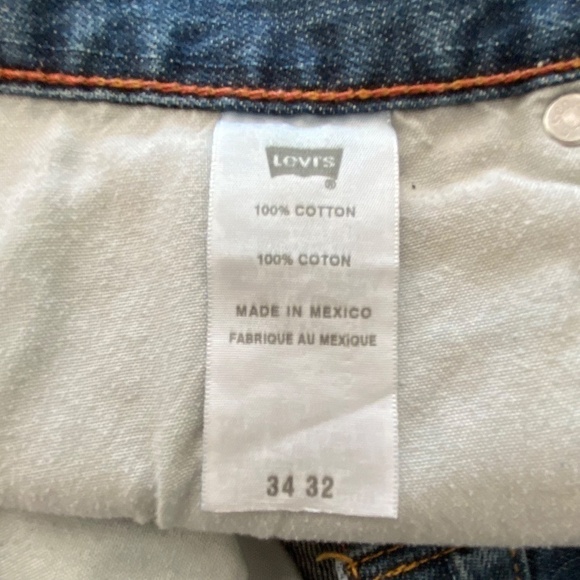 Levi's
®
100% COTTON
100% COTON
MADE IN MEXICO
FABRIQUE AU MEXIQUE
34 32